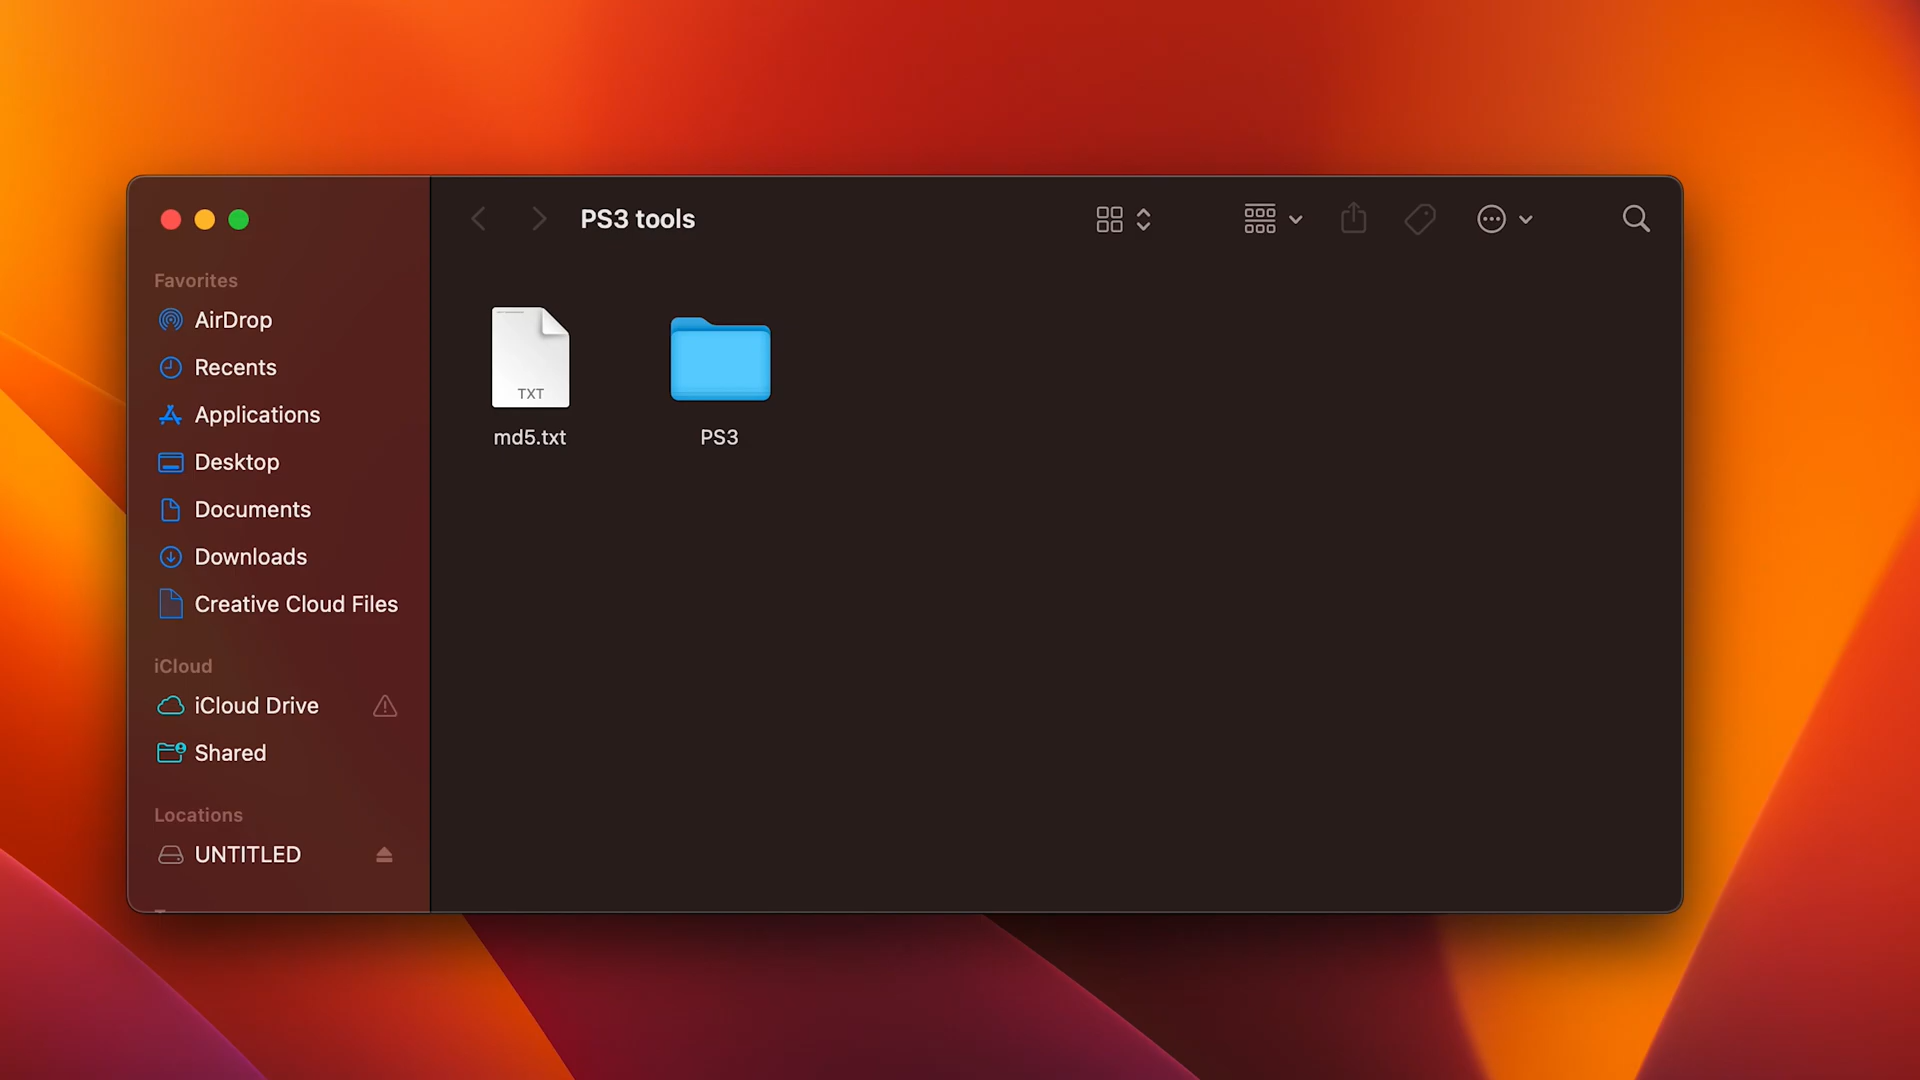 PS3 tools
Favorites
AirDrop
Recents
Applications
Desktop
Documents
Downloads
Creative Cloud Files
iCloud
iCloud Drive
Shared
Locations
UNTITLED
TXT
md5.txt
PS3